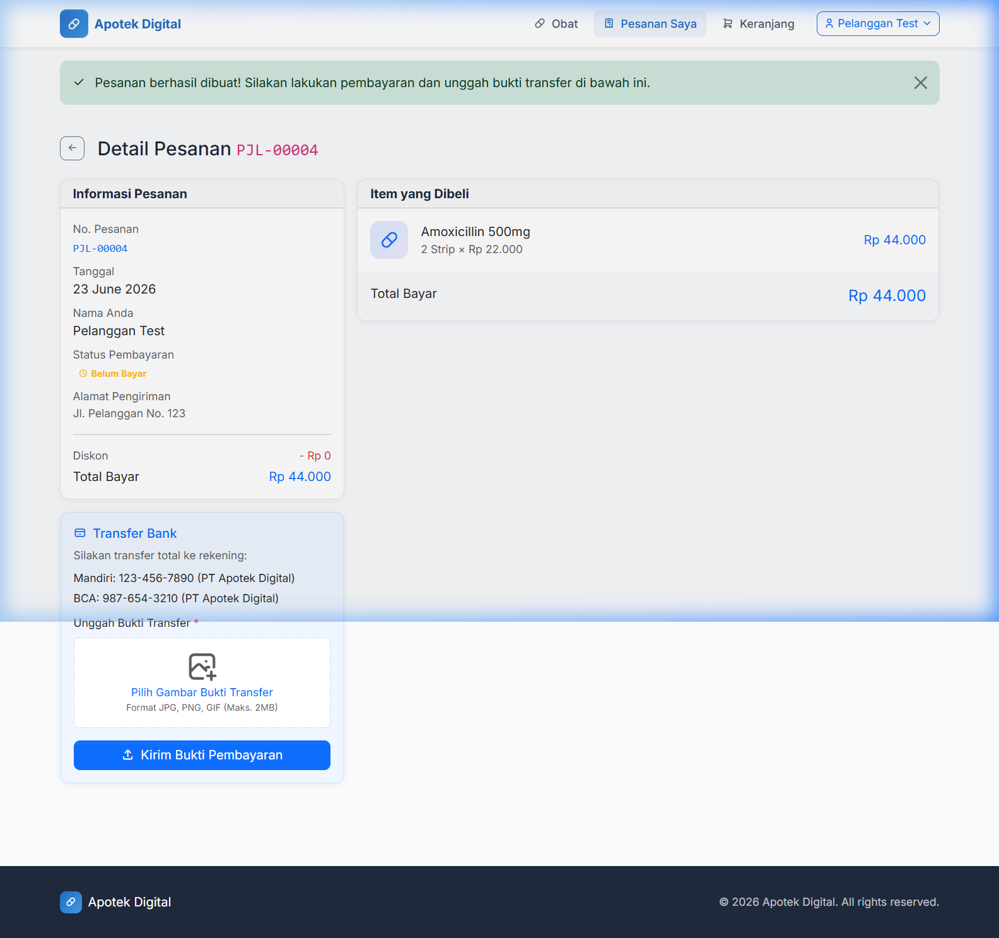 Apotek Digital
Obat
Pesanan Saya
Keranjang
Pelanggan Test
Pesanan berhasil dibuat! Silakan lakukan pembayaran dan unggah bukti transfer di bawah ini.
Detail Pesanan PJL-00004
Informasi Pesanan
No. Pesanan
PJL-00004
Tanggal
23 June 2026
Nama Anda
Pelanggan Test
Status Pembayaran
Belum Bayar
Alamat Pengiriman
Jl. Pelanggan No. 123
Diskon - Rp 0
Total Bayar Rp 44.000
Item yang Dibeli
Amoxicillin 500mg
2 Strip × Rp 22.000
Rp 44.000
Total Bayar Rp 44.000
Transfer Bank
Silakan transfer total ke rekening:
Mandiri: 123-456-7890 (PT Apotek Digital)
BCA: 987-654-3210 (PT Apotek Digital)
Unggah Bukti Transfer *
Pilih Gambar Bukti Transfer
Format JPG, PNG, GIF (Maks. 2MB)
Kirim Bukti Pembayaran
Apotek Digital
© 2026 Apotek Digital. All rights reserved.